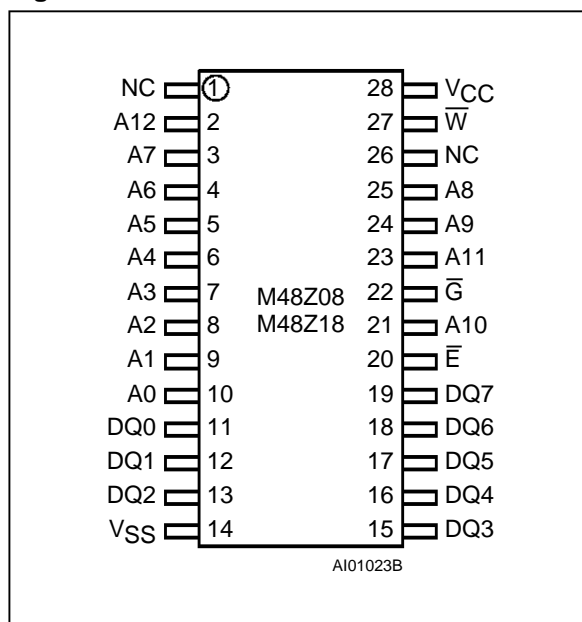 NC 1 28 VCC
A12 2 27 W̅
A7 3 26 NC
A6 4 25 A8
A5 5 24 A9
A4 6 23 A11
A3 7 M48Z08 22 G̅
A2 8 M48Z18 21 A10
A1 9 20 E̅
A0 10 19 DQ7
DQ0 11 18 DQ6
DQ1 12 17 DQ5
DQ2 13 16 DQ4
VSS 14 15 DQ3
AI01023B